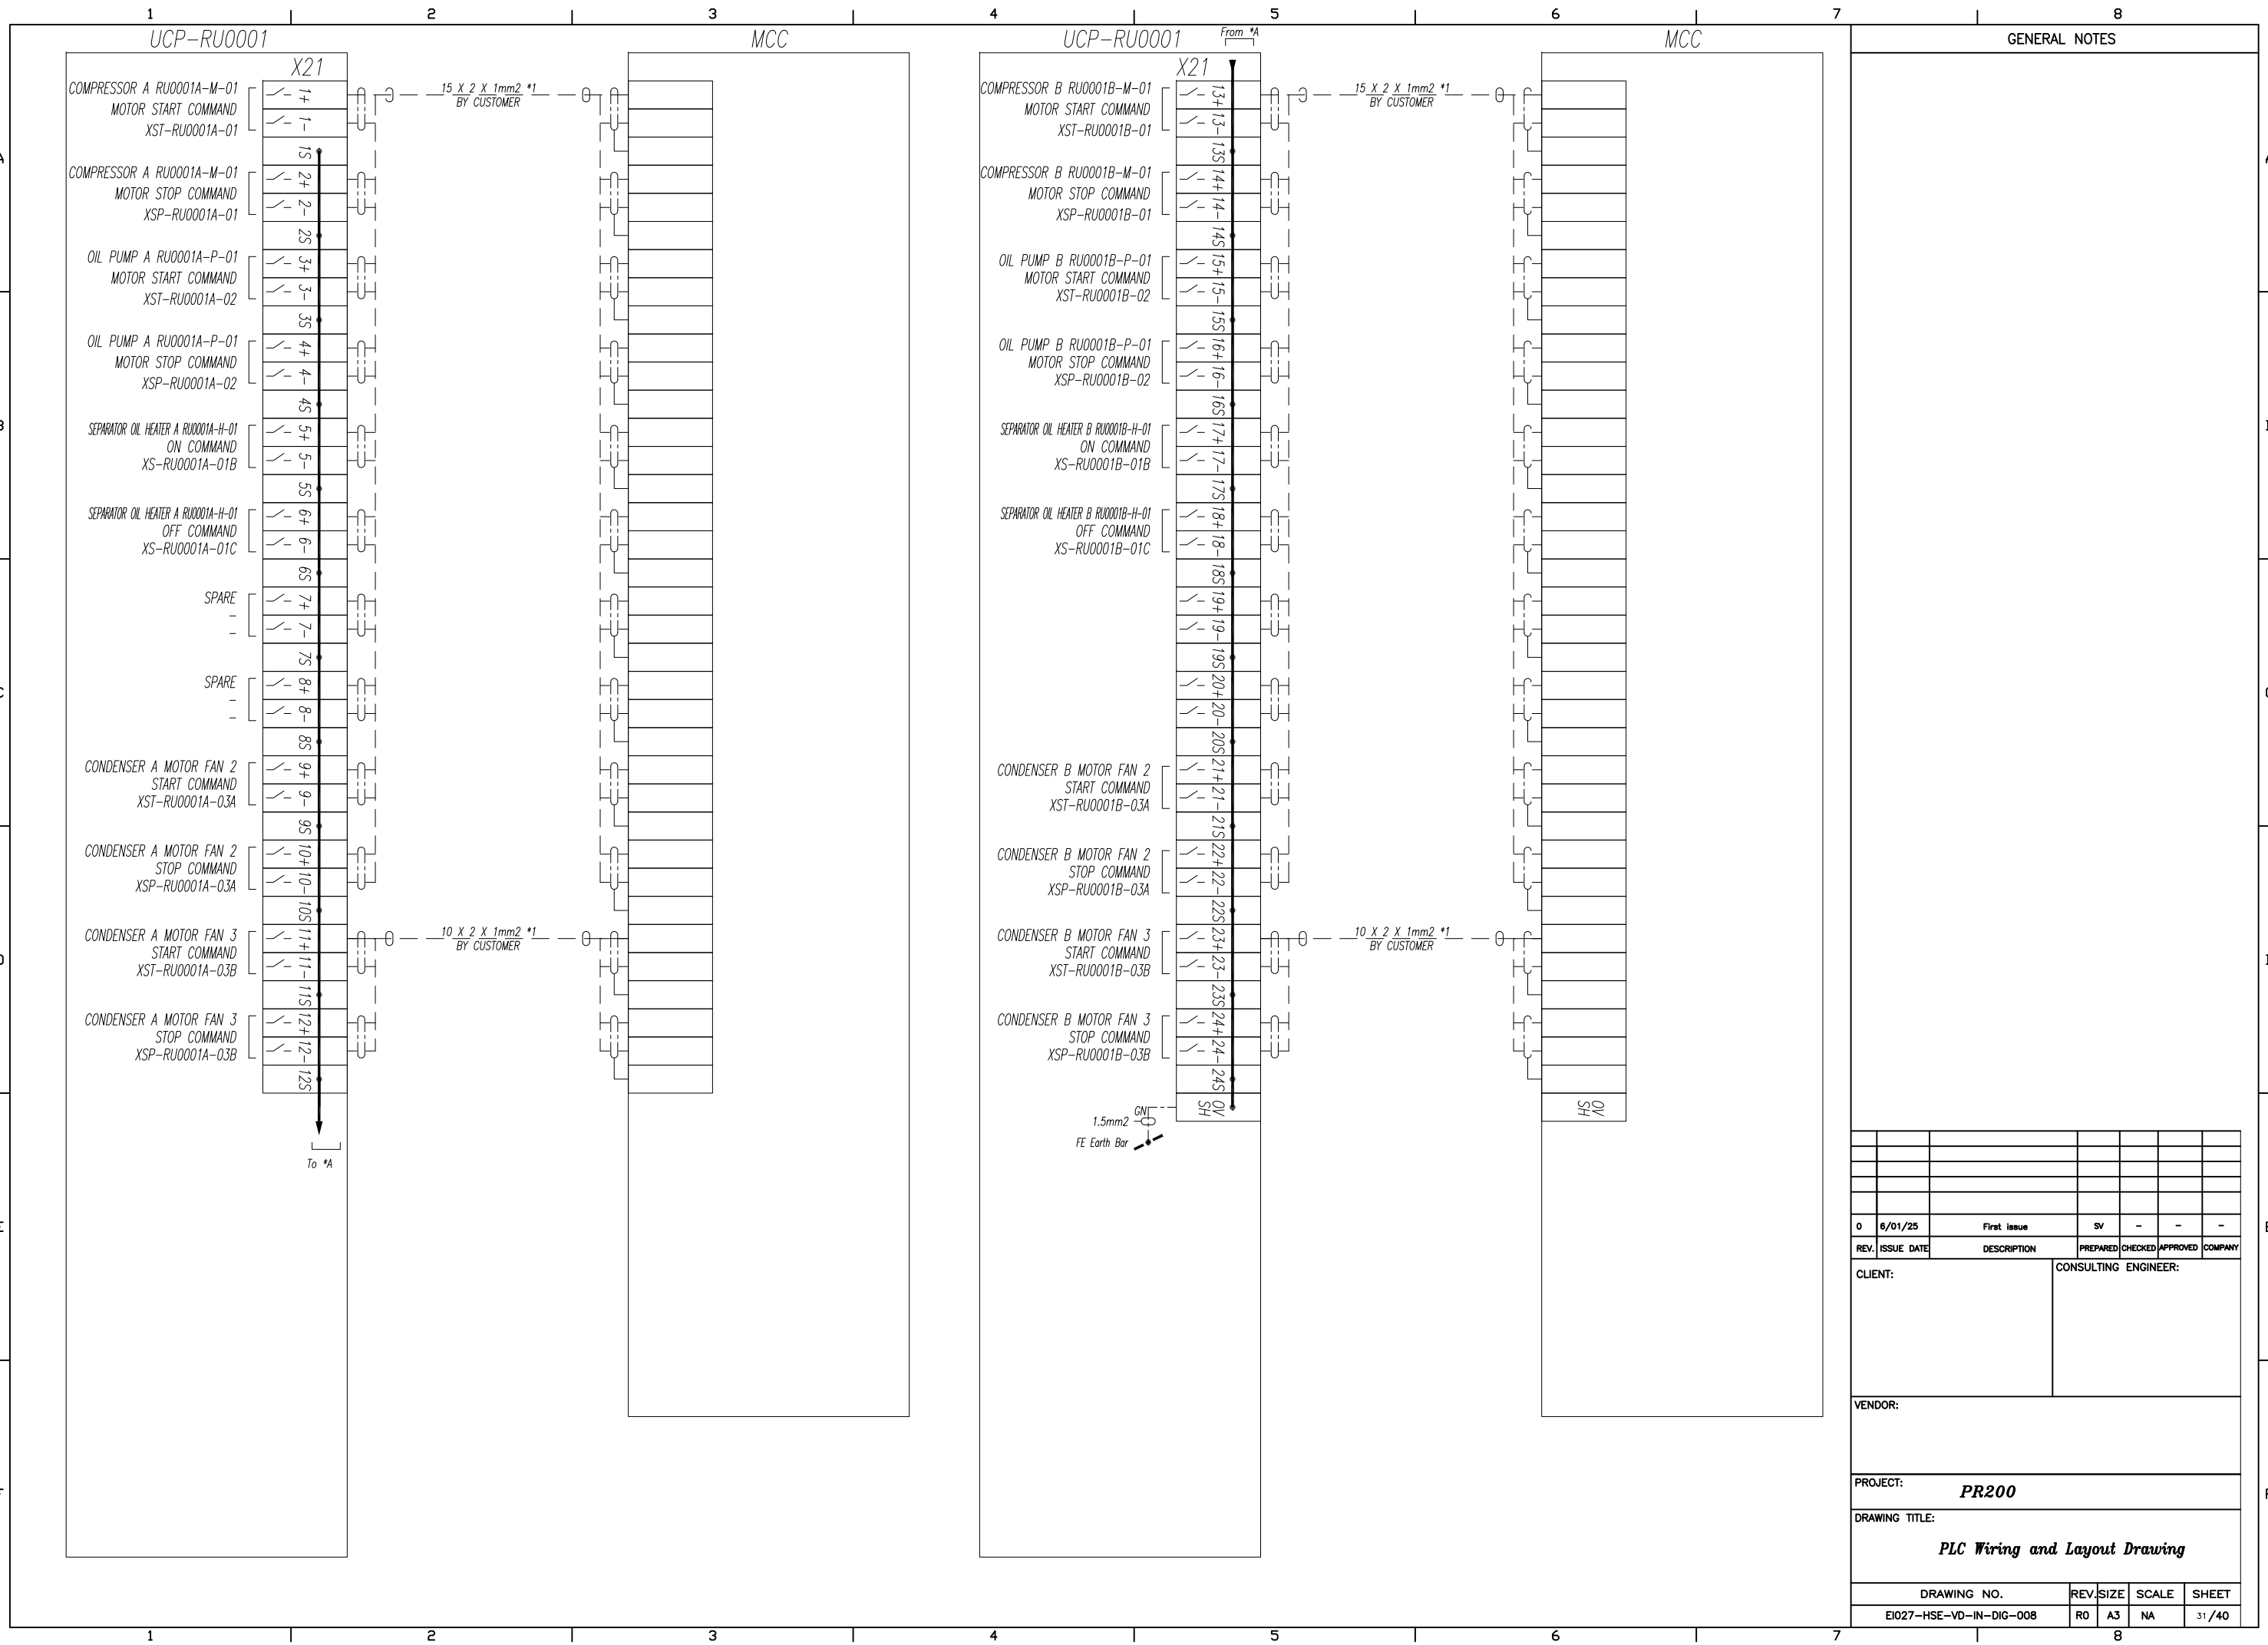 1 2 3 4 5 6 7 8
UCP-RU0001
X21
COMPRESSOR A RU0001A-M-01
MOTOR START COMMAND
XST-RU0001A-01
1+
1-
1S
COMPRESSOR A RU0001A-M-01
MOTOR STOP COMMAND
XSP-RU0001A-01
2+
2-
2S
OIL PUMP A RU0001A-P-01
MOTOR START COMMAND
XST-RU0001A-02
3+
3-
3S
OIL PUMP A RU0001A-P-01
MOTOR STOP COMMAND
XSP-RU0001A-02
4+
4-
4S
SEPARATOR OIL HEATER A RU0001A-H-01
ON COMMAND
XS-RU0001A-01B
5+
5-
5S
SEPARATOR OIL HEATER A RU0001A-H-01
OFF COMMAND
XS-RU0001A-01C
6+
6-
6S
SPARE
-
-
7+
7-
7S
SPARE
-
-
8+
8-
8S
CONDENSER A MOTOR FAN 2
START COMMAND
XST-RU0001A-03A
9+
9-
9S
CONDENSER A MOTOR FAN 2
STOP COMMAND
XSP-RU0001A-03A
10+
10-
10S
CONDENSER A MOTOR FAN 3
START COMMAND
XST-RU0001A-03B
11+
11-
11S
CONDENSER A MOTOR FAN 3
STOP COMMAND
XSP-RU0001A-03B
12+
12-
12S
To *A
15 X 2 X 1mm2 *1
BY CUSTOMER
10 X 2 X 1mm2 *1
BY CUSTOMER
MCC
UCP-RU0001
From *A
X21
COMPRESSOR B RU0001B-M-01
MOTOR START COMMAND
XST-RU0001B-01
13+
13-
13S
COMPRESSOR B RU0001B-M-01
MOTOR STOP COMMAND
XSP-RU0001B-01
14+
14-
14S
OIL PUMP B RU0001B-P-01
MOTOR START COMMAND
XST-RU0001B-02
15+
15-
15S
OIL PUMP B RU0001B-P-01
MOTOR STOP COMMAND
XSP-RU0001B-02
16+
16-
16S
SEPARATOR OIL HEATER B RU0001B-H-01
ON COMMAND
XS-RU0001B-01B
17+
17-
17S
SEPARATOR OIL HEATER B RU0001B-H-01
OFF COMMAND
XS-RU0001B-01C
18+
18-
18S
19+
19-
19S
20+
20-
20S
CONDENSER B MOTOR FAN 2
START COMMAND
XST-RU0001B-03A
21+
21-
21S
CONDENSER B MOTOR FAN 2
STOP COMMAND
XSP-RU0001B-03A
22+
22-
22S
CONDENSER B MOTOR FAN 3
START COMMAND
XST-RU0001B-03B
23+
23-
23S
CONDENSER B MOTOR FAN 3
STOP COMMAND
XSP-RU0001B-03B
24+
24-
24S
0V
SH
GN
1.5mm2
FE Earth Bar
15 X 2 X 1mm2 *1
BY CUSTOMER
10 X 2 X 1mm2 *1
BY CUSTOMER
MCC
0V
SH
GENERAL NOTES
0 6/01/25 First issue SV - - -
REV. ISSUE DATE DESCRIPTION PREPARED CHECKED APPROVED COMPANY
CLIENT: CONSULTING ENGINEER:
VENDOR:
PROJECT:
PR200
DRAWING TITLE:
PLC Wiring and Layout Drawing
DRAWING NO. REV. SIZE SCALE SHEET
EI027-HSE-VD-IN-DIG-008 R0 A3 NA 31/40
1 2 3 4 5 6 7 8